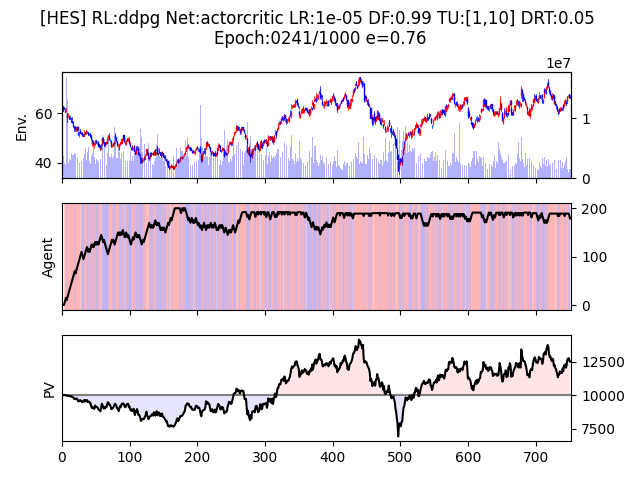 [HES] RL:ddpg Net:actorcritic LR:1e-05 DF:0.99 TU:[1,10] DRT:0.05
Epoch:0241/1000 e=0.76
1e7
Env.
60
40
1
0
Agent
200
100
0
PV
12500
10000
7500
0 100 200 300 400 500 600 700